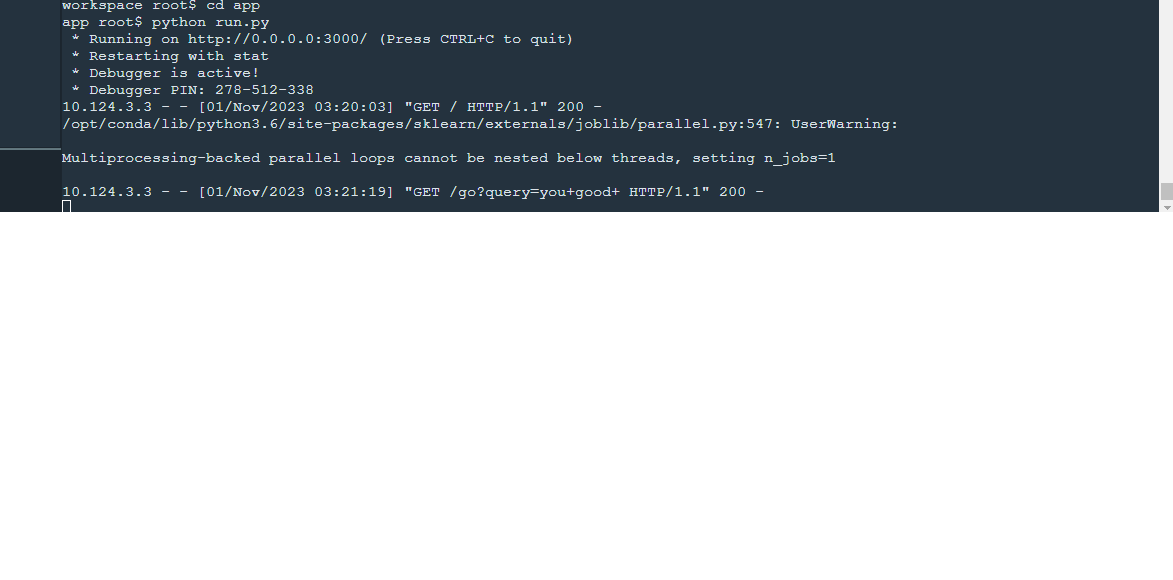 workspace root$ cd app
app root$ python run.py
* Running on http://0.0.0.0:3000/ (Press CTRL+C to quit)
* Restarting with stat
* Debugger is active!
* Debugger PIN: 278-512-338
10.124.3.3 - - [01/Nov/2023 03:20:03] "GET / HTTP/1.1" 200 -
/opt/conda/lib/python3.6/site-packages/sklearn/externals/joblib/parallel.py:547: UserWarning:
Multiprocessing-backed parallel loops cannot be nested below threads, setting n_jobs=1
10.124.3.3 - - [01/Nov/2023 03:21:19] "GET /go?query=you+good+ HTTP/1.1" 200 -